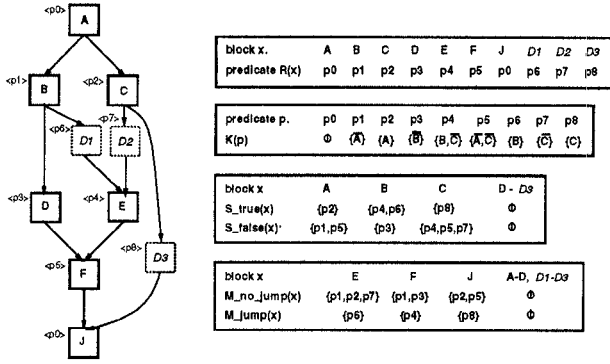 <p0> A
<p1> B
<p2> C
<p7>
<p6> D1
D2
<p3> D
<p4> E
<p8> D3
<p5> F
<p0> J
block x. A B C D E F J D1 D2 D3
predicate R(x) p0 p1 p2 p3 p4 p5 p0 p6 p7 p8
predicate p. p0 p1 p2 p3 p4 p5 p6 p7 p8
K(p) Φ {A̅} {A} {B̅} {B,C̅} {A̅,C̅} {B} {C̅} {C}
block x A B C D - D3
S_true(x) {p2} {p4,p6} {p8} Φ
S_false(x) {p1,p5} {p3} {p4,p5,p7} Φ
block x E F J A-D, D1-D3
M_no_jump(x) {p1,p2,p7} {p1,p3} {p2,p5} Φ
M_jump(x) {p6} {p4} {p8} Φ